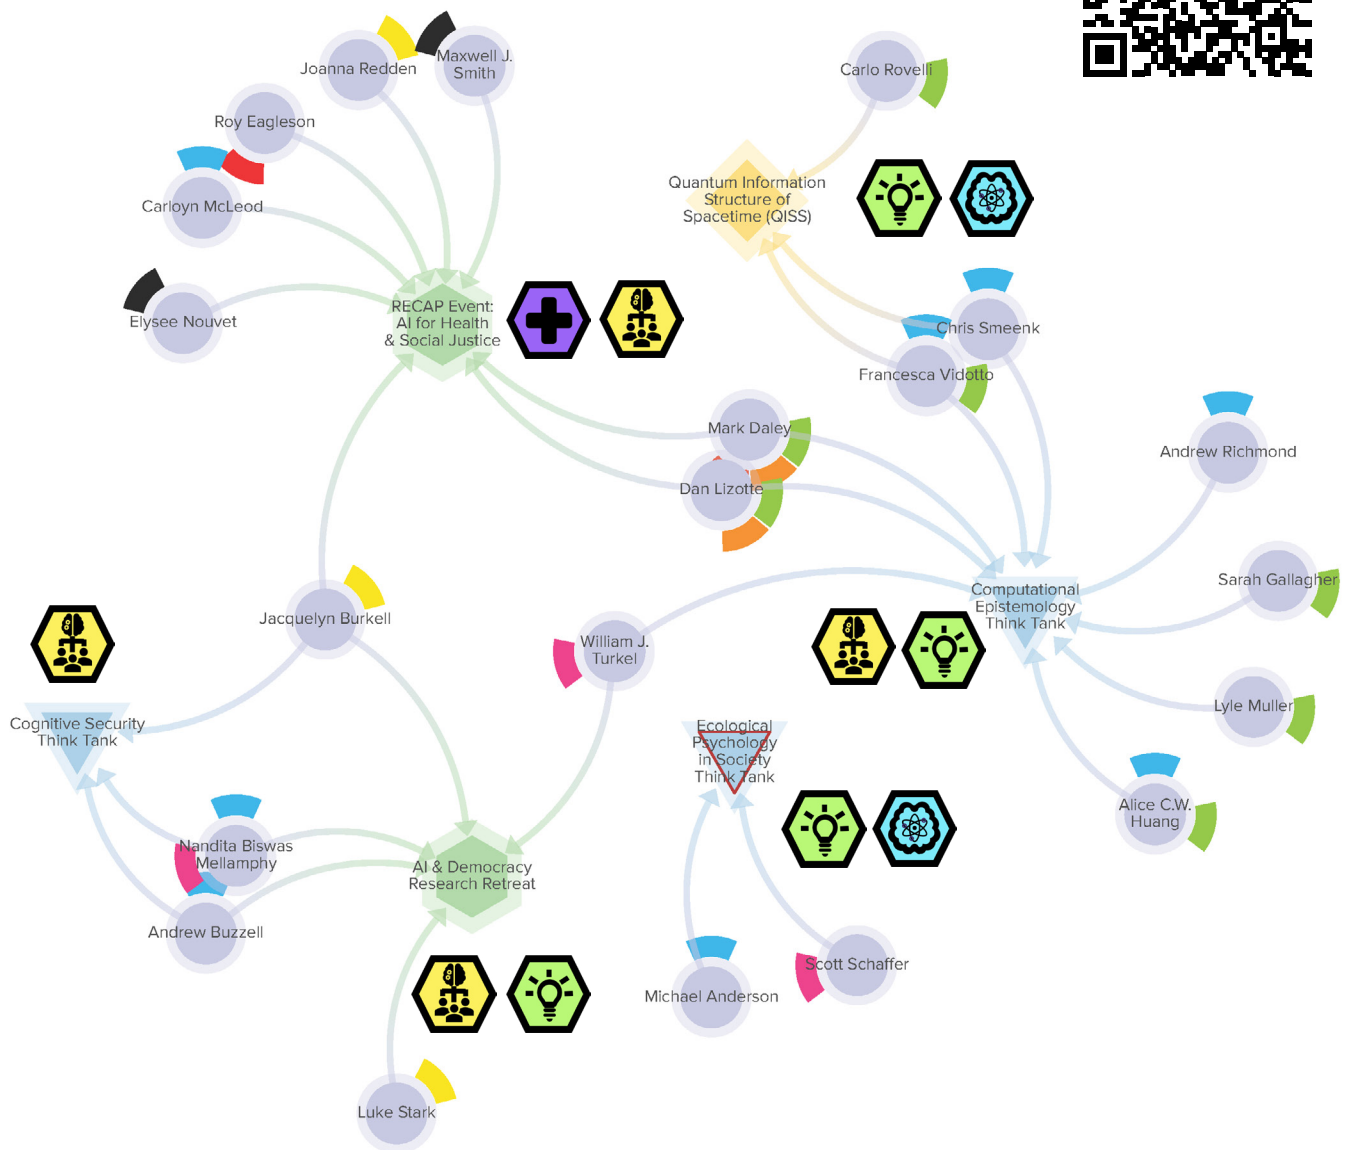 Joanna Redden
Maxwell J.
Smith
Carlo Rovelli
Roy Eagleson
Quantum Information
Structure of
Spacetime (QISS)
Carloyn McLeod
RECAP Event:
AI for Health
& Social Justice
Elysee Nouvet
Chris Smeenk
Francesca Vidotto
Mark Daley
Andrew Richmond
Dan Lizotte
Sarah Gallagher
Computational
Epistemology
Think Tank
Jacquelyn Burkell
William J.
Turkel
Lyle Muller
Cognitive Security
Think Tank
Ecological
Psychology
in Society
Think Tank
Alice C.W.
Huang
Nandita Biswas
Mellamphy
AI & Democracy
Research Retreat
Andrew Buzzell
Scott Schaffer
Michael Anderson
Luke Stark